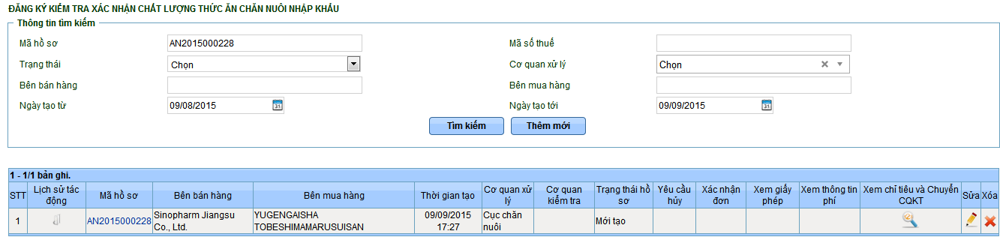 ĐĂNG KÝ KIỂM TRA XÁC NHẬN CHẤT LƯỢNG THỨC ĂN CHĂN NUÔI NHẬP KHẨU
Thông tin tìm kiếm
Mã hồ sơ AN2015000228 Mã số thuế
Trạng thái Chọn Cơ quan xử lý Chọn
Bên bán hàng Bên mua hàng
Ngày tạo từ 09/08/2015 31 Ngày tạo tới 09/09/2015 31
Tìm kiếm Thêm mới
1 - 1/1 bản ghi.
STT Lịch sử tác động Mã hồ sơ Bên bán hàng Bên mua hàng Thời gian tạo Cơ quan xử lý Cơ quan kiểm tra Trạng thái hồ sơ Yêu cầu hủy Xác nhận đơn Xem giấy phép Xem thông tin phí Xem chỉ tiêu và Chuyển CQKT Sửa Xóa
1 AN2015000228 Sinopharm Jiangsu Co., Ltd. YUGENGAISHA TOBESHIMAMARUSUISAN 09/09/2015 17:27 Cục chăn nuôi Mới tạo